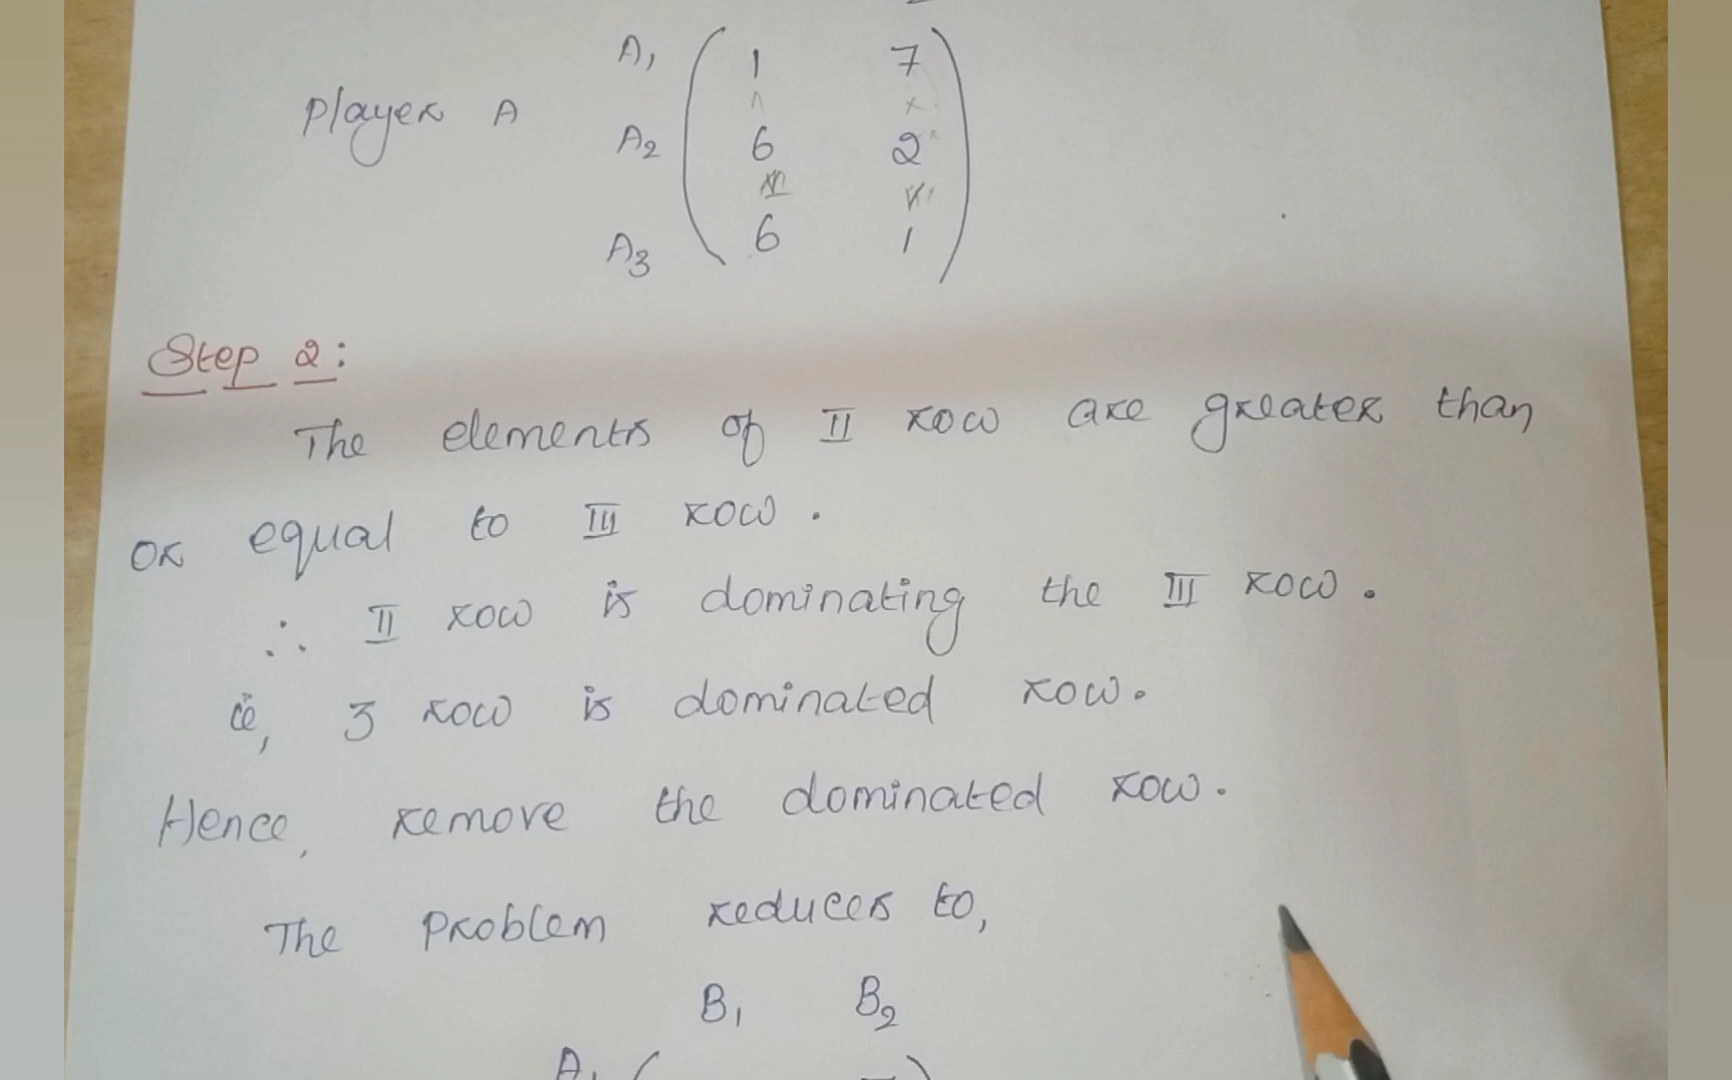 A1 1 7
Player A
A2 6 2
A3 6 1
Step 2:
The elements of II row are greater than
or equal to III row.
∴ II row is dominating the III row.
ie, 3 row is dominated row.
Hence, remove the dominated row.
The problem reduces to,
B1 B2
A1